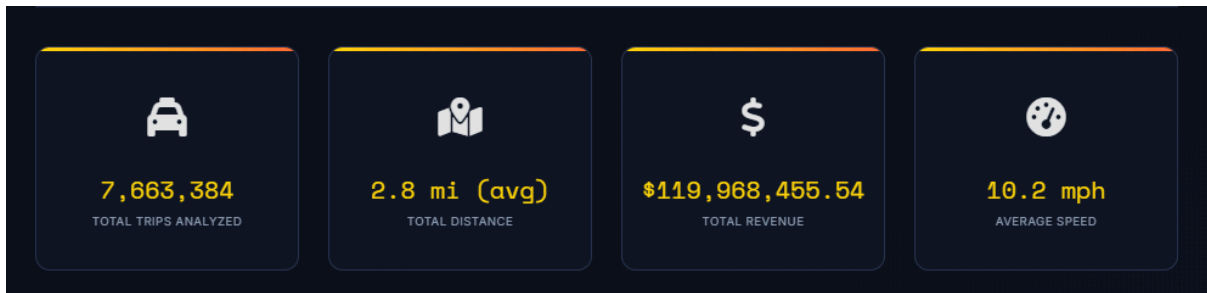 7,663,384
TOTAL TRIPS ANALYZED
2.8 mi (avg)
TOTAL DISTANCE
$119,968,455.54
TOTAL REVENUE
10.2 mph
AVERAGE SPEED